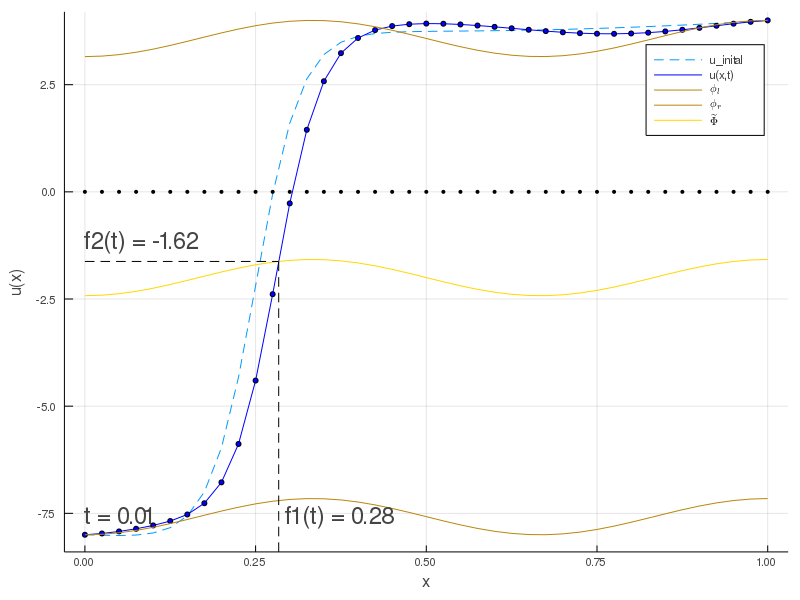 u_initial
u(x,t)
ϕₗ
ϕᵣ
Φ̃
2.5
0.0
-2.5
-5.0
-7.5
u(x)
f2(t) = -1.62
t = 0.01
f1(t) = 0.28
0.00
0.25
0.50
0.75
1.00
x